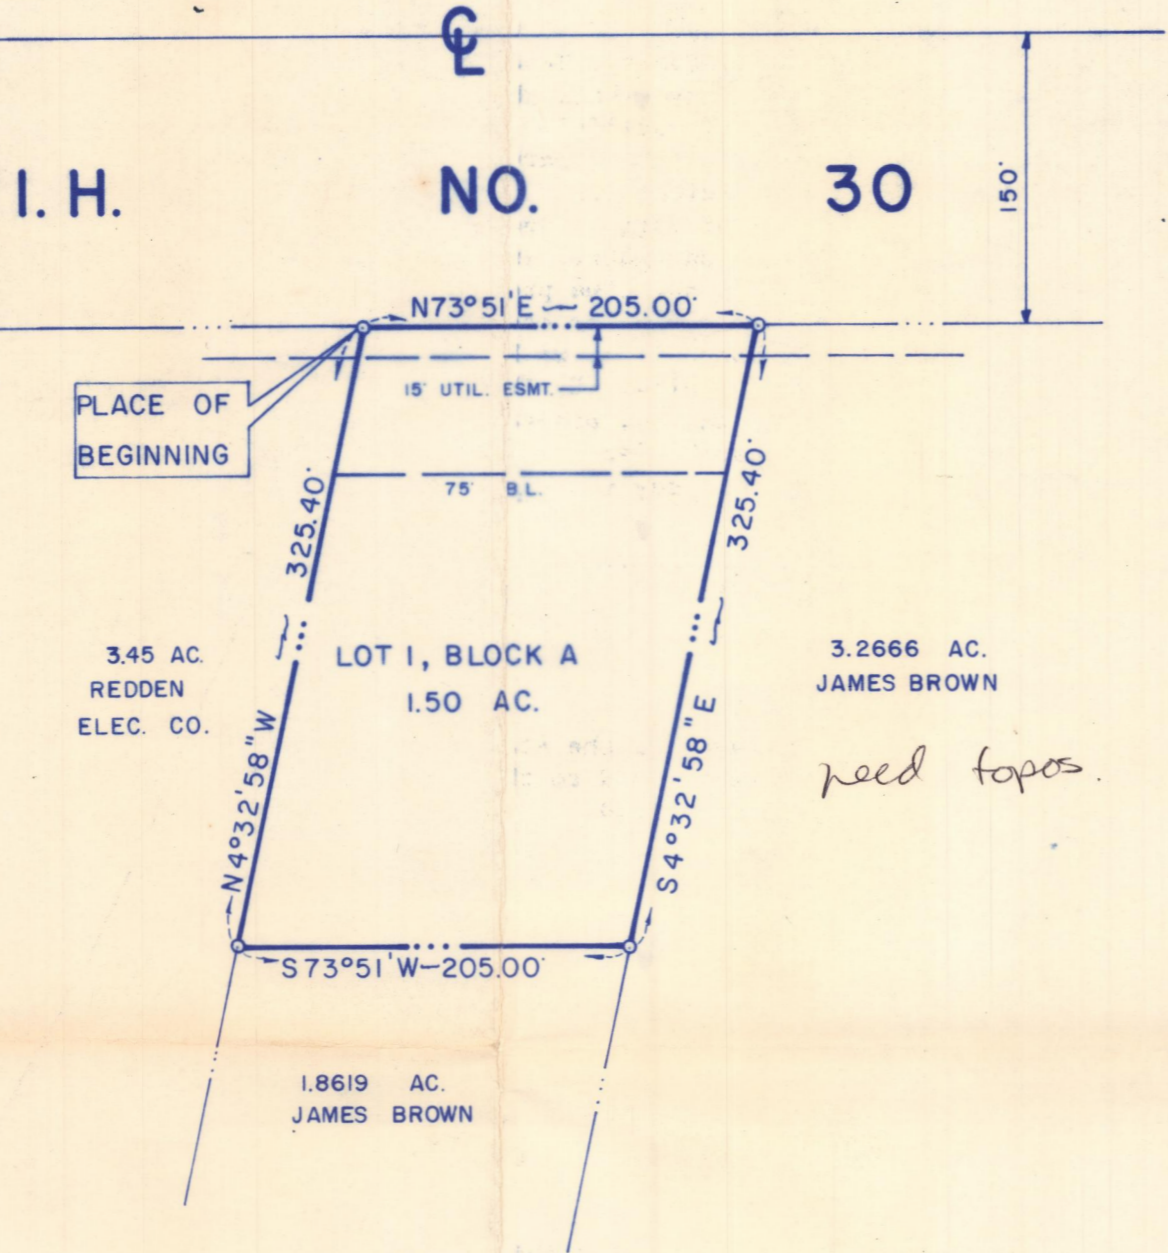 ℄
I. H. NO. 30
150'
N73°51'E — 205.00'
15' UTIL. ESMT.
PLACE OF
BEGINNING
75' B.L.
325.40'
325.40'
LOT 1, BLOCK A
1.50 AC.
3.45 AC.
REDDEN
ELEC. CO.
3.2666 AC.
JAMES BROWN
need topos.
N4°32'58"W
S4°32'58"E
S73°51'W—205.00'
1.8619 AC.
JAMES BROWN